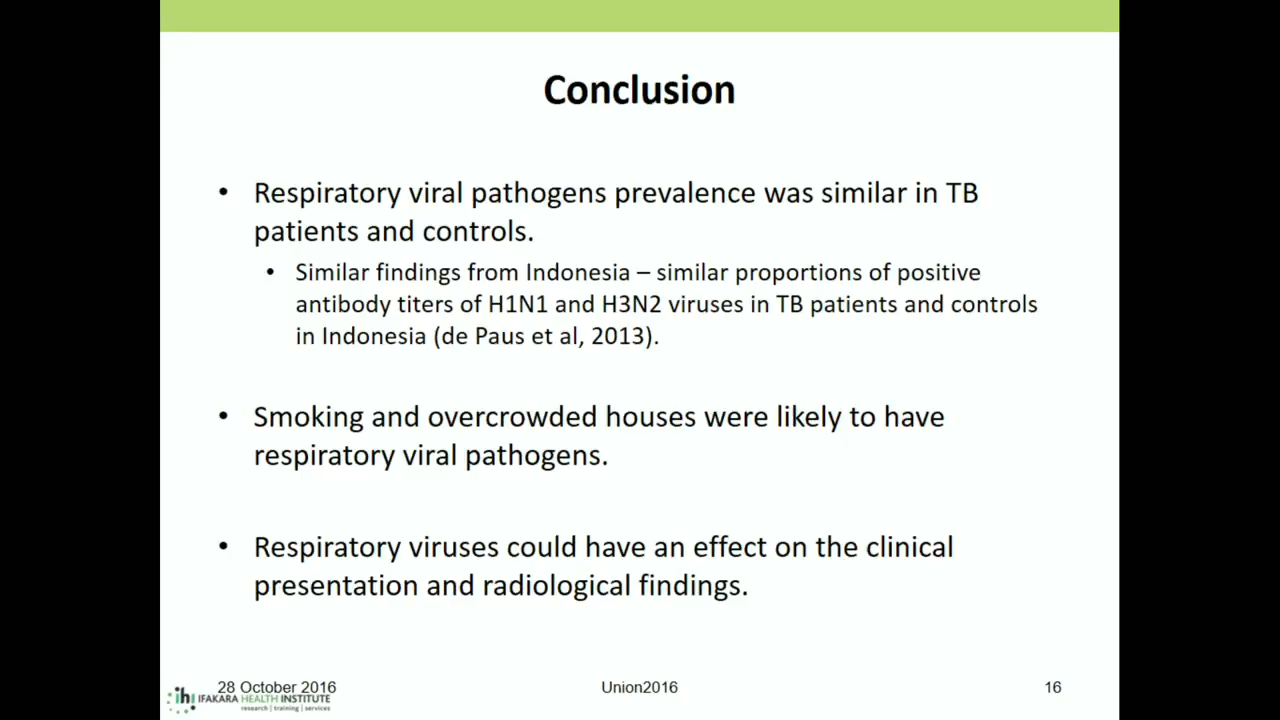 Conclusion
• Respiratory viral pathogens prevalence was similar in TB
patients and controls.
• Similar findings from Indonesia – similar proportions of positive
antibody titers of H1N1 and H3N2 viruses in TB patients and controls
in Indonesia (de Paus et al, 2013).
• Smoking and overcrowded houses were likely to have
respiratory viral pathogens.
• Respiratory viruses could have an effect on the clinical
presentation and radiological findings.
28 October 2016
Union2016
16
ihi IFAKARA HEALTH INSTITUTE
research | training | services